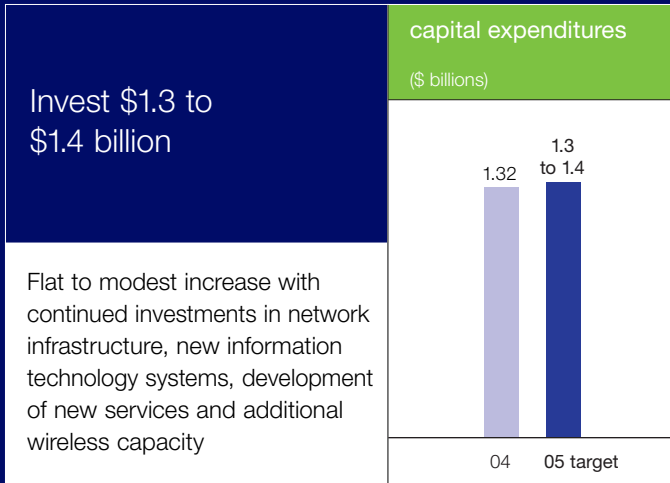 Invest $1.3 to
$1.4 billion
Flat to modest increase with
continued investments in network
infrastructure, new information
technology systems, development
of new services and additional
wireless capacity
capital expenditures
($ billions)
1.32
1.3
to 1.4
04
05 target